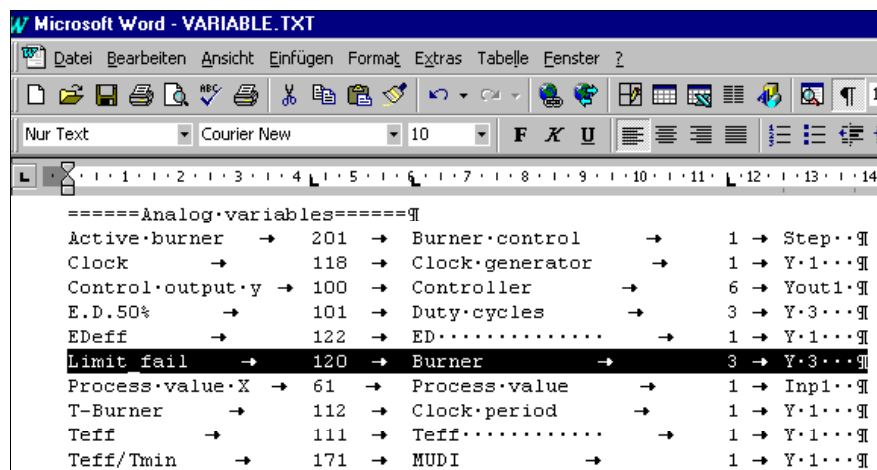 Microsoft Word - VARIABLE.TXT
Datei Bearbeiten Ansicht Einfügen Format Extras Tabelle Fenster ?
Nur Text Courier New 10 F K U
1 2 3 4 5 6 7 8 9 10 11 12 13 14
======Analog·variables======¶
Active·burner → 201 → Burner·control → 1 → Step··¶
Clock → 118 → Clock·generator → 1 → Y·1···¶
Control·output·y → 100 → Controller → 6 → Yout1·¶
E.D.50% → 101 → Duty·cycles → 3 → Y·3···¶
EDeff → 122 → ED·············· → 1 → Y·1···¶
Limit_fail → 120 → Burner → 3 → Y·3···¶
Process·value·X → 61 → Process·value → 1 → Inp1··¶
T-Burner → 112 → Clock·period → 1 → Y·1···¶
Teff → 111 → Teff············ → 1 → Y·1···¶
Teff/Tmin → 171 → MUDI → 1 → Y·1···¶